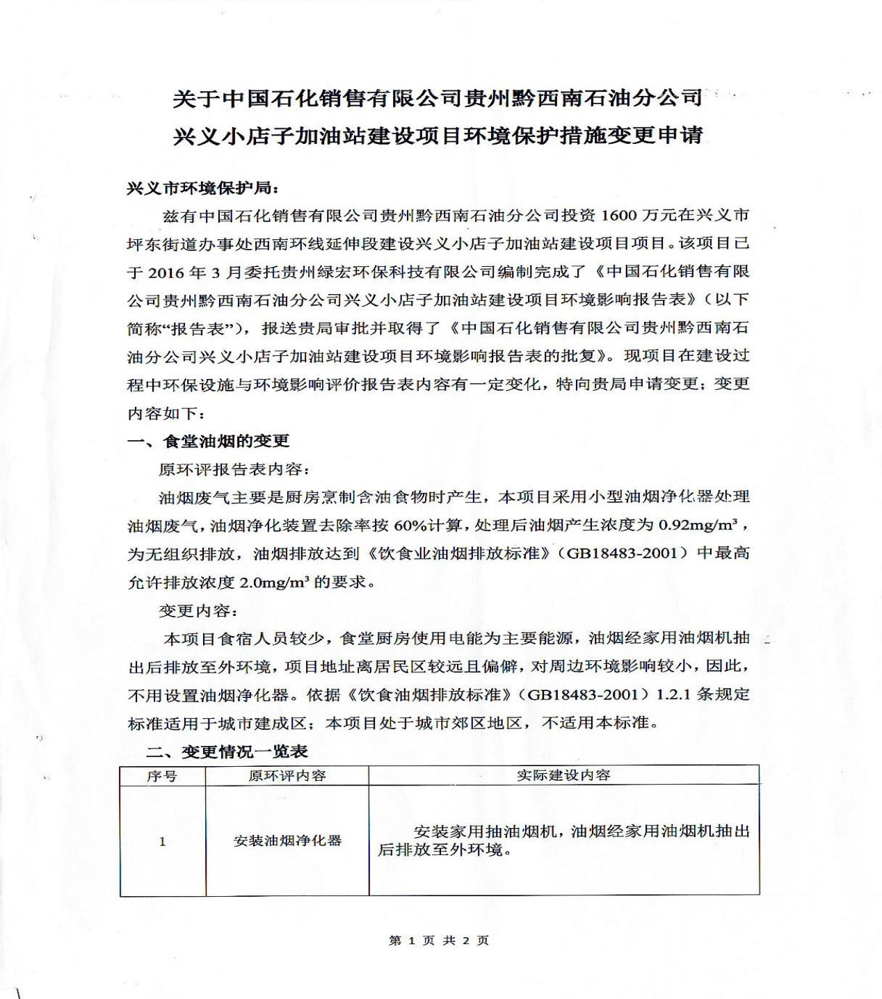 关于中国石化销售有限公司贵州黔西南石油分公司
兴义小店子加油站建设项目环境保护措施变更申请
兴义市环境保护局：
兹有中国石化销售有限公司贵州黔西南石油分公司投资 1600 万元在兴义市
坪东街道办事处西南环线延伸段建设兴义小店子加油站建设项目项目。该项目已
于 2016 年 3 月委托贵州绿宏环保科技有限公司编制完成了《中国石化销售有限
公司贵州黔西南石油分公司兴义小店子加油站建设项目环境影响报告表》（以下
简称“报告表”），报送贵局审批并取得了《中国石化销售有限公司贵州黔西南石
油分公司兴义小店子加油站建设项目环境影响报告表的批复》。现项目在建设过
程中环保设施与环境影响评价报告表内容有一定变化，特向贵局申请变更；变更
内容如下：
一、食堂油烟的变更
原环评报告表内容：
油烟废气主要是厨房烹制含油食物时产生，本项目采用小型油烟净化器处理
油烟废气，油烟净化装置去除率按 60%计算，处理后油烟产生浓度为 0.92mg/m³，
为无组织排放，油烟排放达到《饮食业油烟排放标准》（GB18483-2001）中最高
允许排放浓度 2.0mg/m³ 的要求。
变更内容：
本项目食宿人员较少，食堂厨房使用电能为主要能源，油烟经家用油烟机抽
出后排放至外环境，项目地址离居民区较远且偏僻，对周边环境影响较小，因此，
不用设置油烟净化器。依据《饮食油烟排放标准》（GB18483-2001）1.2.1 条规定
标准适用于城市建成区；本项目处于城市郊区地区，不适用本标准。
二、变更情况一览表
序号 原环评内容 实际建设内容
1 安装油烟净化器 安装家用抽油烟机，油烟经家用油烟机抽出
后排放至外环境。
第 1 页 共 2 页